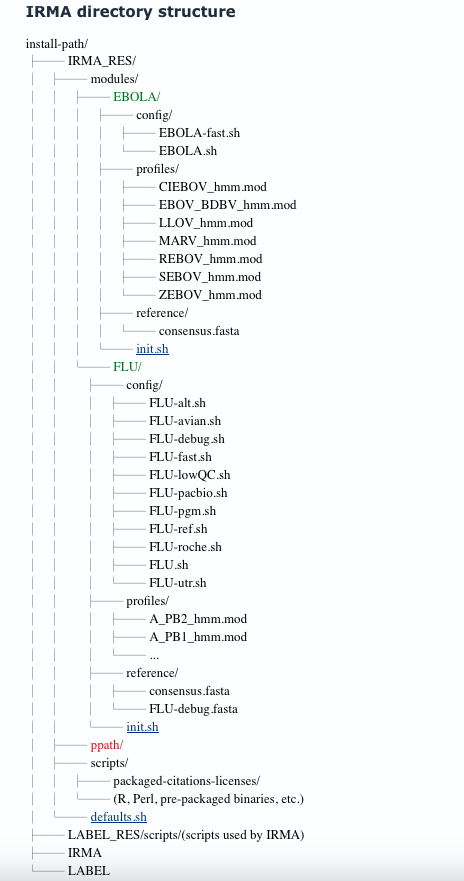 IRMA directory structure
install-path/
IRMA_RES/
modules/
EBOLA/
config/
EBOLA-fast.sh
EBOLA.sh
profiles/
CIEBOV_hmm.mod
EBOV_BDBV_hmm.mod
LLOV_hmm.mod
MARV_hmm.mod
REBOV_hmm.mod
SEBOV_hmm.mod
ZEBOV_hmm.mod
reference/
consensus.fasta
init.sh
FLU/
config/
FLU-alt.sh
FLU-avian.sh
FLU-debug.sh
FLU-fast.sh
FLU-lowQC.sh
FLU-pacbio.sh
FLU-pgm.sh
FLU-ref.sh
FLU-roche.sh
FLU.sh
FLU-utr.sh
profiles/
A_PB2_hmm.mod
A_PB1_hmm.mod
...
reference/
consensus.fasta
FLU-debug.fasta
init.sh
ppath/
scripts/
packaged-citations-licenses/
(R, Perl, pre-packaged binaries, etc.)
defaults.sh
LABEL_RES/scripts/(scripts used by IRMA)
IRMA
LABEL